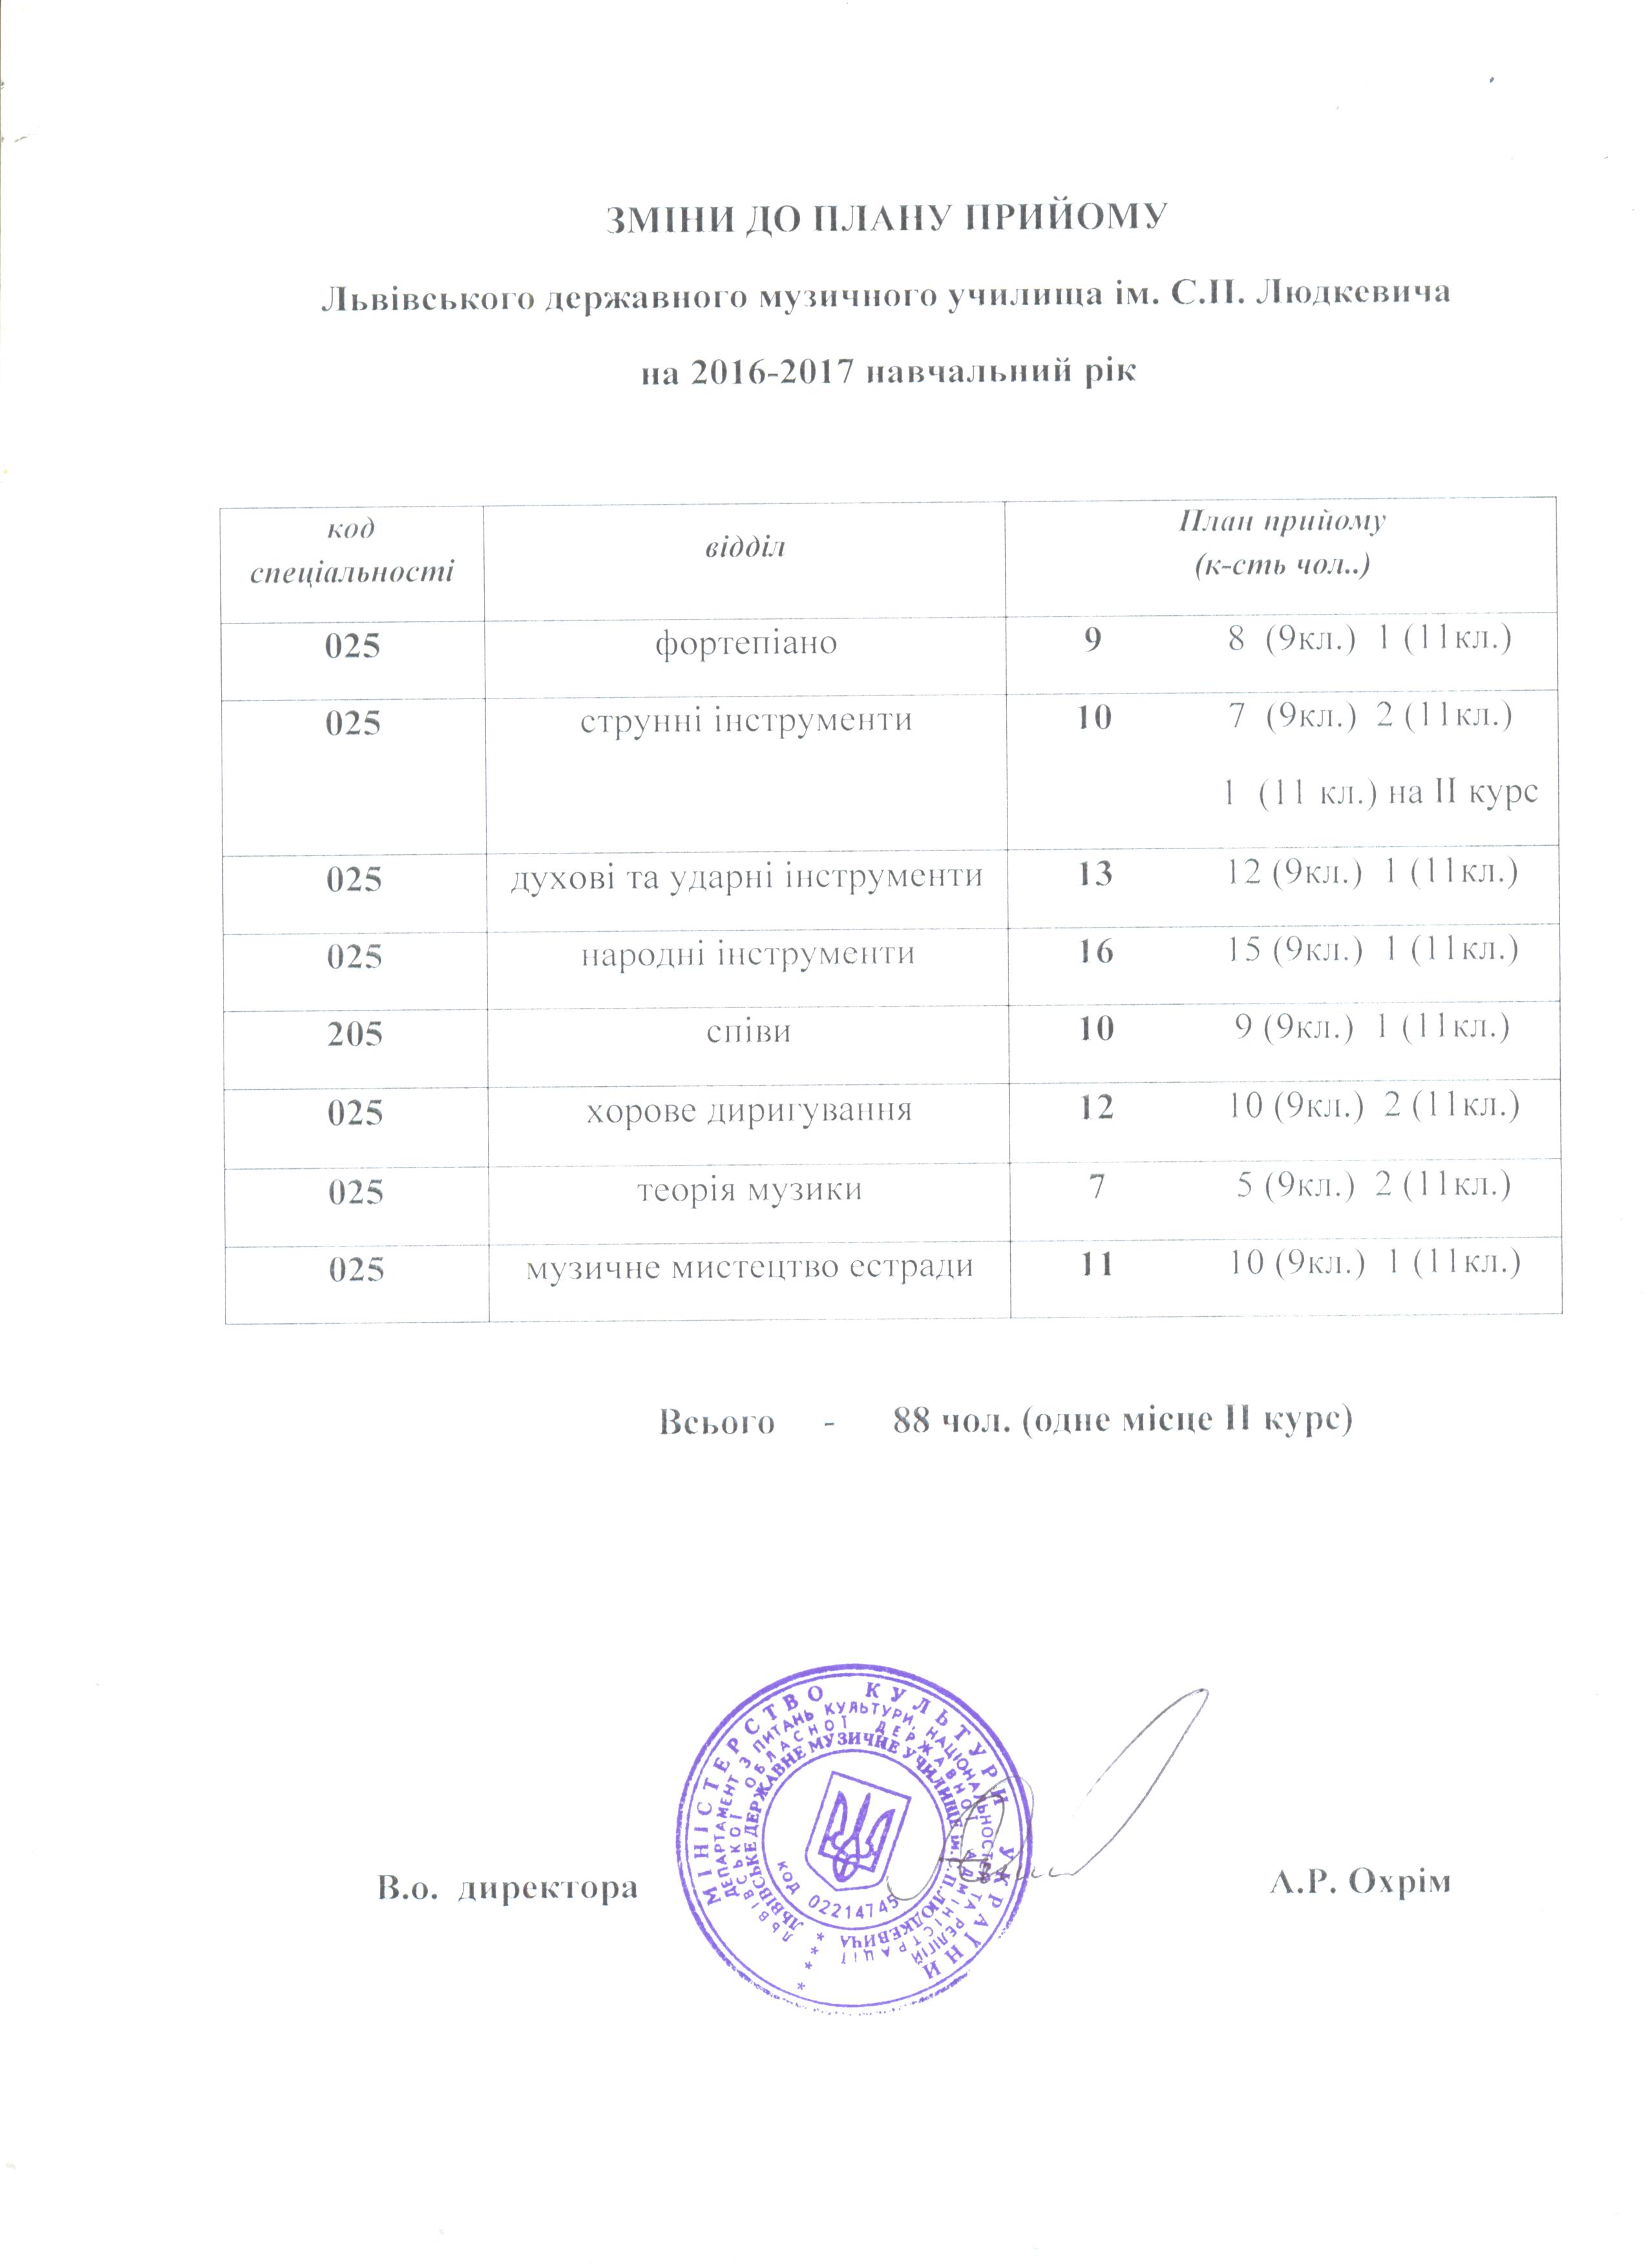 ЗМІНИ ДО ПЛАНУ ПРИЙОМУ
Львівського державного музичного училища ім. С.П. Людкевича
на 2016-2017 навчальний рік
код спеціальності відділ План прийому (к-сть чол..)
025 фортепіано 9 8 (9кл.) 1 (11кл.)
025 струнні інструменти 10 7 (9кл.) 2 (11кл.)
1 (11 кл.) на ІІ курс
025 духові та ударні інструменти 13 12 (9кл.) 1 (11кл.)
025 народні інструменти 16 15 (9кл.) 1 (11кл.)
205 співи 10 9 (9кл.) 1 (11кл.)
025 хорове диригування 12 10 (9кл.) 2 (11кл.)
025 теорія музики 7 5 (9кл.) 2 (11кл.)
025 музичне мистецтво естради 11 10 (9кл.) 1 (11кл.)
Всього - 88 чол. (одне місце ІІ курс)
В.о. директора А.Р. Охрім
МІНІСТЕРСТВО КУЛЬТУРИ УКРАЇНИ
ДЕПАРТАМЕНТ З ПИТАНЬ КУЛЬТУРИ, НАЦІОНАЛЬНОСТЕЙ ТА РЕЛІГІЙ
ЛЬВІВСЬКОЇ ОБЛАСНОЇ ДЕРЖАВНОЇ АДМІНІСТРАЦІЇ
ЛЬВІВСЬКЕ ДЕРЖАВНЕ МУЗИЧНЕ УЧИЛИЩЕ ім. С.П. ЛЮДКЕВИЧА
КОД 02214745